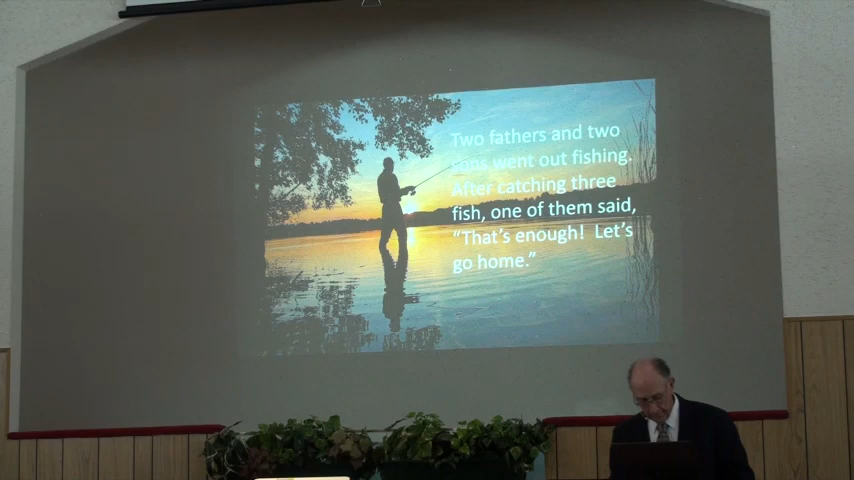 Two fathers and two
sons went out fishing.
After catching three
fish, one of them said,
“That’s enough!  Let’s
go home.”